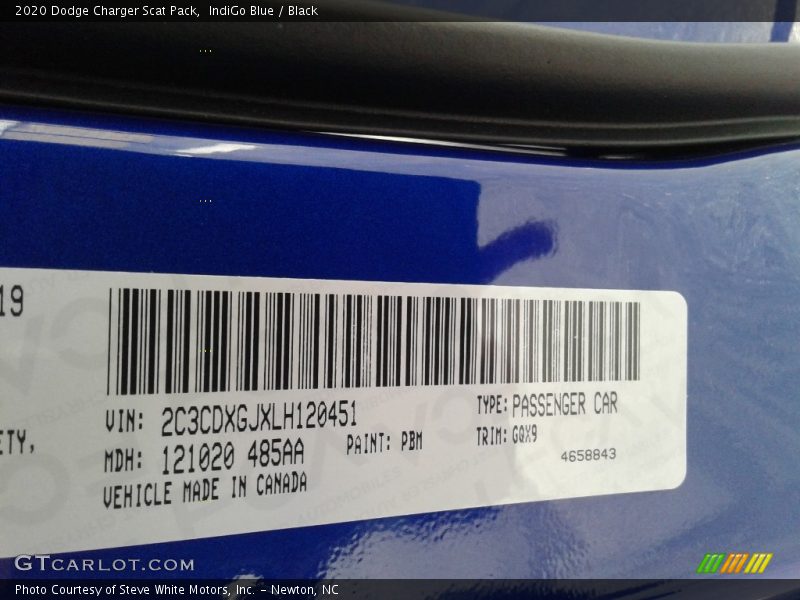 2020 Dodge Charger Scat Pack,  IndiGo Blue / Black
19
ETY,
VIN: 2C3CDXGJXLH120451
TYPE: PASSENGER CAR
MDH: 121020 485AA
PAINT: PBM
TRIM: GQX9
VEHICLE MADE IN CANADA
4658843
GTCARLOT.COM
Photo Courtesy of Steve White Motors, Inc. – Newton, NC